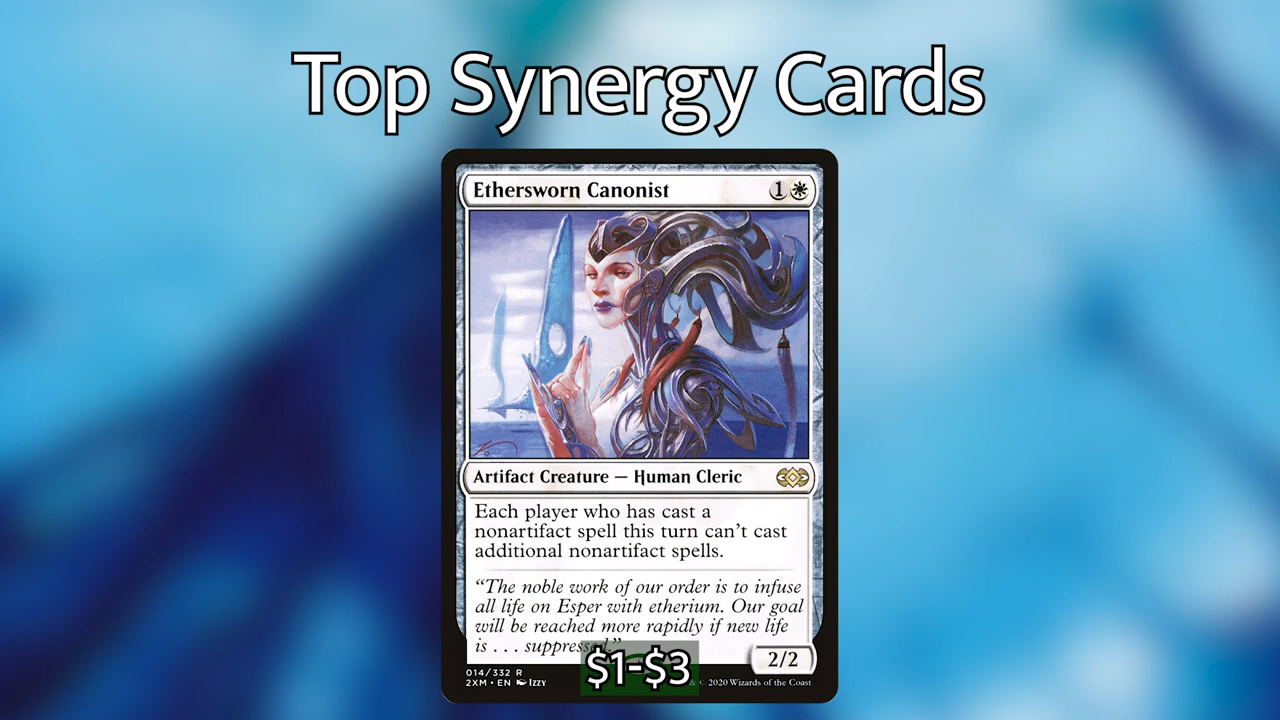 Top Synergy Cards
Ethersworn Canonist 1
Artifact Creature — Human Cleric
Each player who has cast a
nonartifact spell this turn can't cast
additional nonartifact spells.
"The noble work of our order is to infuse
all life on Esper with etherium. Our goal
will be reached more rapidly if new life
is . . . suppressed."
$1-$3
2/2
014/332 R
2XM • EN IZZY
& © 2020 Wizards of the Coast